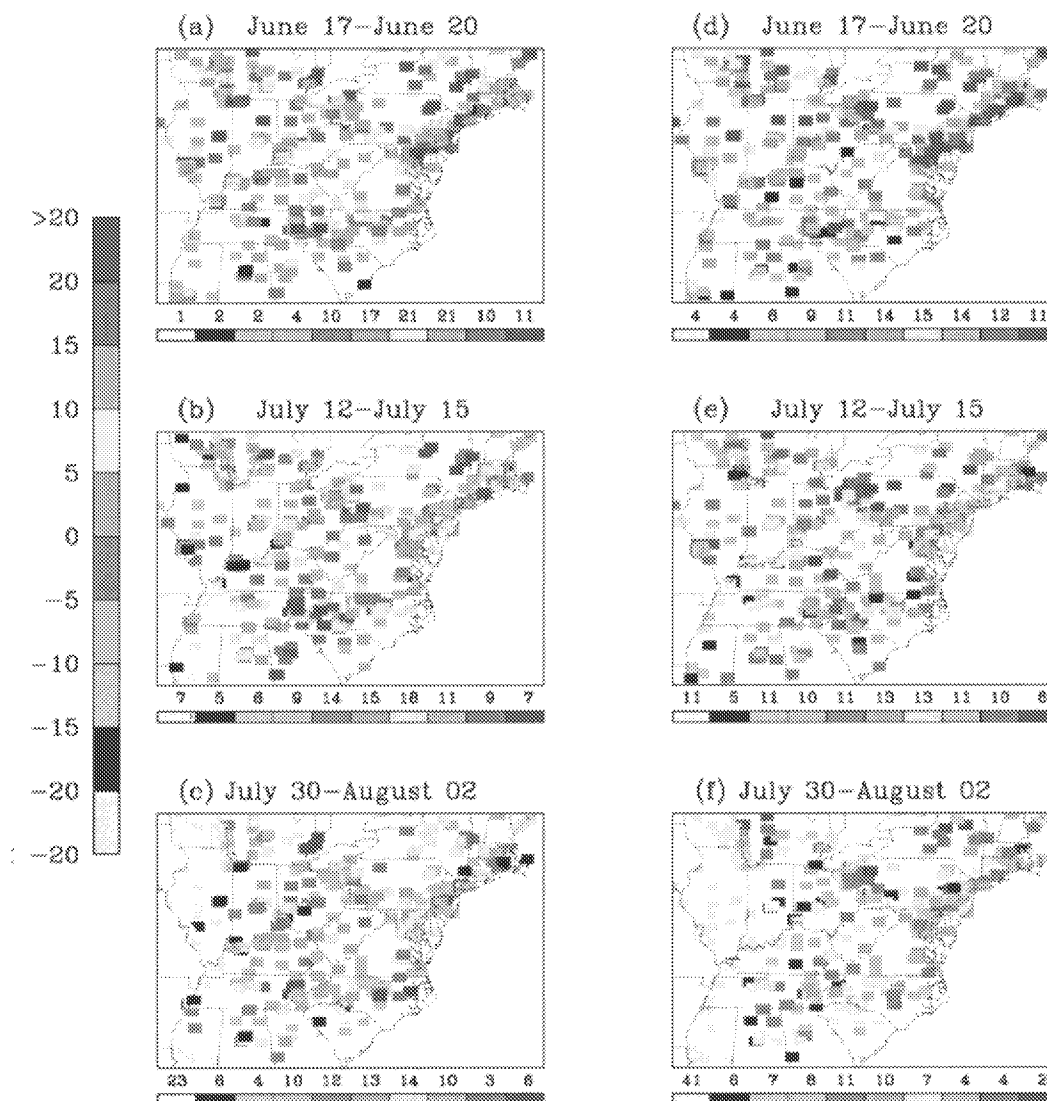 (a) June 17-June 20
(d) June 17-June 20
>20
20
15
10
5
0
-5
-10
-15
-20
-20
1 2 2 4 10 17 21 21 10 11
4 4 6 9 11 14 15 14 12 11
(b) July 12-July 15
(e) July 12-July 15
7 5 6 9 14 15 16 11 9 7
11 5 11 10 11 13 13 11 10 6
(c) July 30-August 02
(f) July 30-August 02
23 6 4 10 12 13 14 10 3 6
41 6 7 8 11 10 7 4 4 2